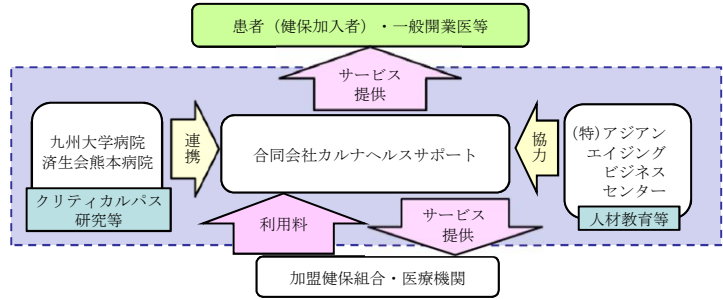 患者（健保加入者）・一般開業医等
サービス
提供
九州大学病院
済生会熊本病院
クリティカルパス
研究等
連携
合同会社カルナヘルスサポート
協力
(特)アジアン
エイジング
ビジネス
センター
人材教育等
利用料
サービス
提供
加盟健保組合・医療機関